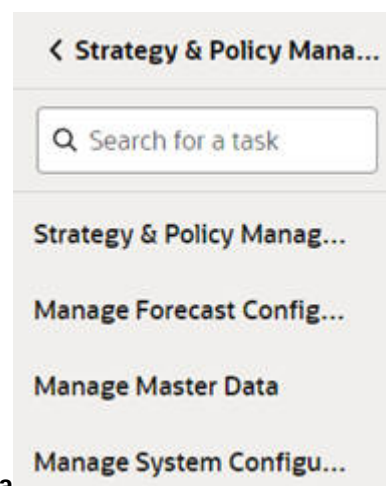 Strategy & Policy Mana...
Search for a task
Strategy & Policy Manag...
Manage Forecast Config...
Manage Master Data
Manage System Configu...